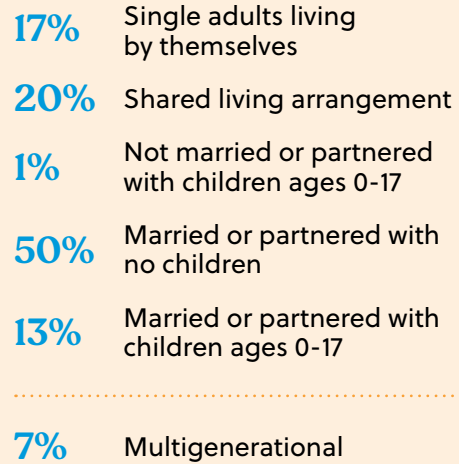 17% Single adults living
by themselves
20% Shared living arrangement
1% Not married or partnered
with children ages 0-17
50% Married or partnered with
no children
13% Married or partnered with
children ages 0-17
7% Multigenerational